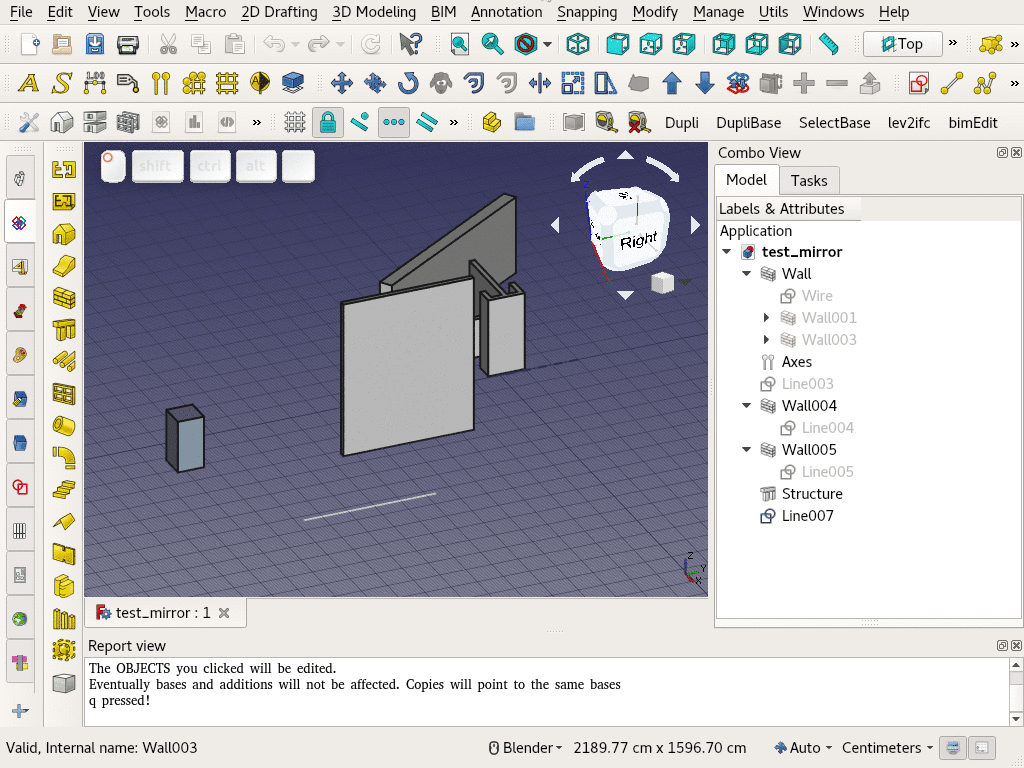 File Edit View Tools Macro 2D Drafting 3D Modeling BIM Annotation Snapping Modify Manage Utils Windows Help
Top » »
A S 1.00 »
» » Dupli DupliBase SelectBase lev2ifc bimEdit
shift ctrl alt
Right
Z
Y
X
Combo View
Model Tasks
Labels & Attributes
Application
test_mirror
Wall
Wire
Wall001
Wall003
Axes
Line003
Wall004
Line004
Wall005
Line005
Structure
Line007
test_mirror : 1
Report view
The OBJECTS you clicked will be edited.
Eventually bases and additions will not be affected. Copies will point to the same bases
q pressed!
Valid, Internal name: Wall003 Blender 2189.77 cm x 1596.70 cm Auto Centimeters